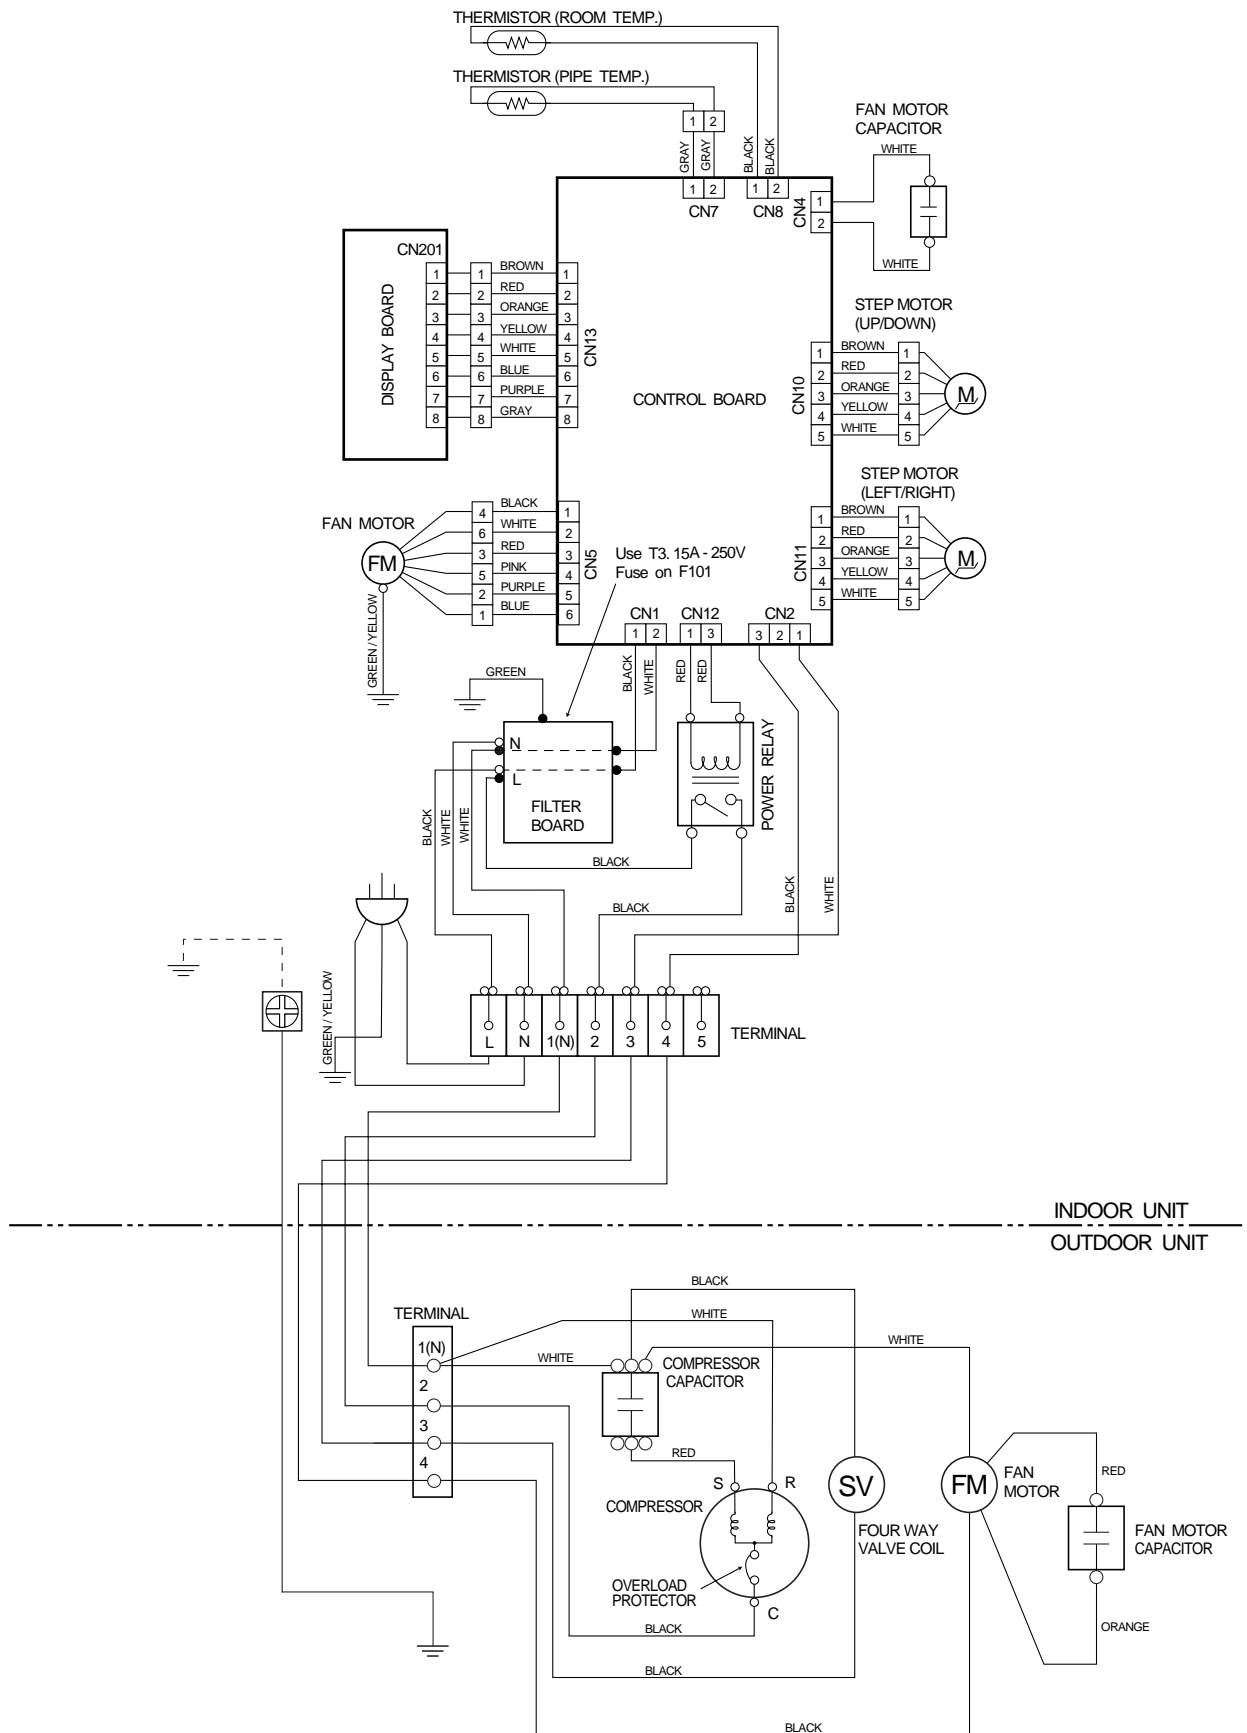 THERMISTOR (ROOM TEMP.)
THERMISTOR (PIPE TEMP.)
1 2
GRAY
GRAY
BLACK
BLACK
FAN MOTOR
CAPACITOR
WHITE
WHITE
1 2
CN7
1 2
CN8
CN4
1
2
DISPLAY BOARD
CN201
1 1 BROWN 1
2 2 RED 2
3 3 ORANGE 3
4 4 YELLOW 4
5 5 WHITE 5
6 6 BLUE 6
7 7 PURPLE 7
8 8 GRAY 8
CN13
CONTROL BOARD
STEP MOTOR
(UP/DOWN)
CN10
1 BROWN 1
2 RED 2
3 ORANGE 3
4 YELLOW 4
5 WHITE 5
M
STEP MOTOR
(LEFT/RIGHT)
CN11
1 BROWN 1
2 RED 2
3 ORANGE 3
4 YELLOW 4
5 WHITE 5
M
FAN MOTOR
FM
GREEN / YELLOW
4 BLACK 1
6 WHITE 2
3 RED 3
5 PINK 4
2 PURPLE 5
1 BLUE 6
CN5
Use T3. 15A - 250V
Fuse on F101
CN1
1 2
CN12
1 3
CN2
3 2 1
BLACK
WHITE
RED
RED
GREEN
N
L
FILTER
BOARD
POWER RELAY
BLACK
WHITE
WHITE
BLACK
BLACK
BLACK
WHITE
GREEN / YELLOW
L N 1(N) 2 3 4 5
TERMINAL
INDOOR UNIT
OUTDOOR UNIT
BLACK
TERMINAL
WHITE
WHITE
1(N)
2
3
4
WHITE
COMPRESSOR
CAPACITOR
RED
S R
COMPRESSOR
SV
FOUR WAY
VALVE COIL
FM
FAN
MOTOR
RED
FAN MOTOR
CAPACITOR
OVERLOAD
PROTECTOR
C
ORANGE
BLACK
BLACK
BLACK